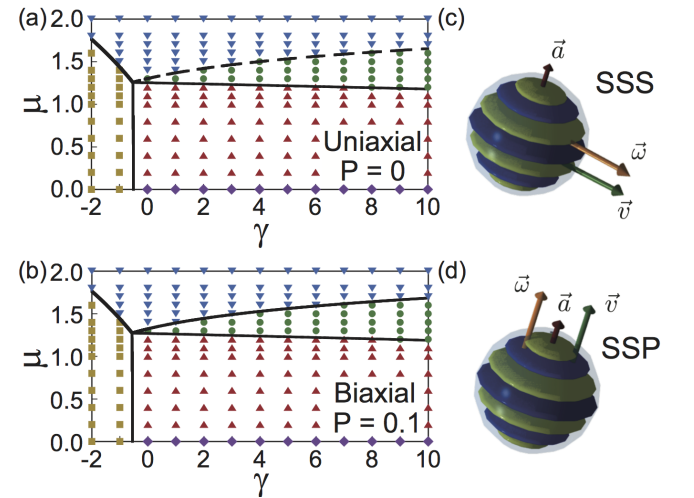 (a)
2.0
1.5
1.0
0.5
0.0
μ
-2 0 2 4 6 8 10
γ
Uniaxial
P = 0
(c)
a⃗
SSS
ω⃗
v⃗
(b)
2.0
1.5
1.0
0.5
0.0
μ
-2 0 2 4 6 8 10
γ
Biaxial
P = 0.1
(d)
ω⃗ a⃗ v⃗
SSP